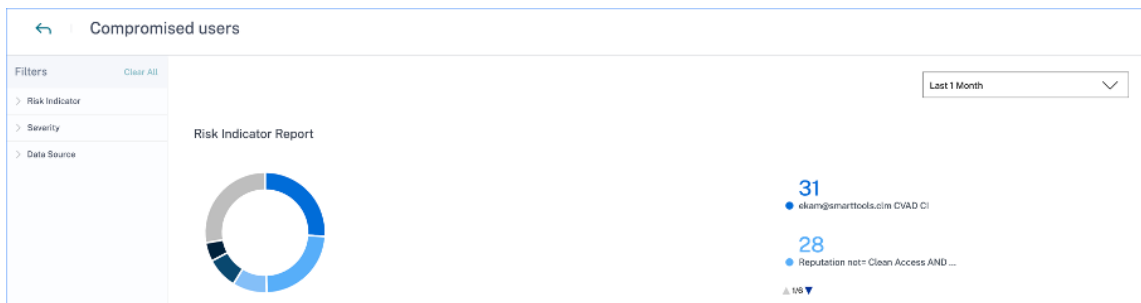 Compromised users
Filters
Clear All
Last 1 Month
Risk Indicator
Severity
Data Source
Risk Indicator Report
31
ekam@smarttools.clm CVAD CI
28
Reputation not= Clean Access AND ...
1/6